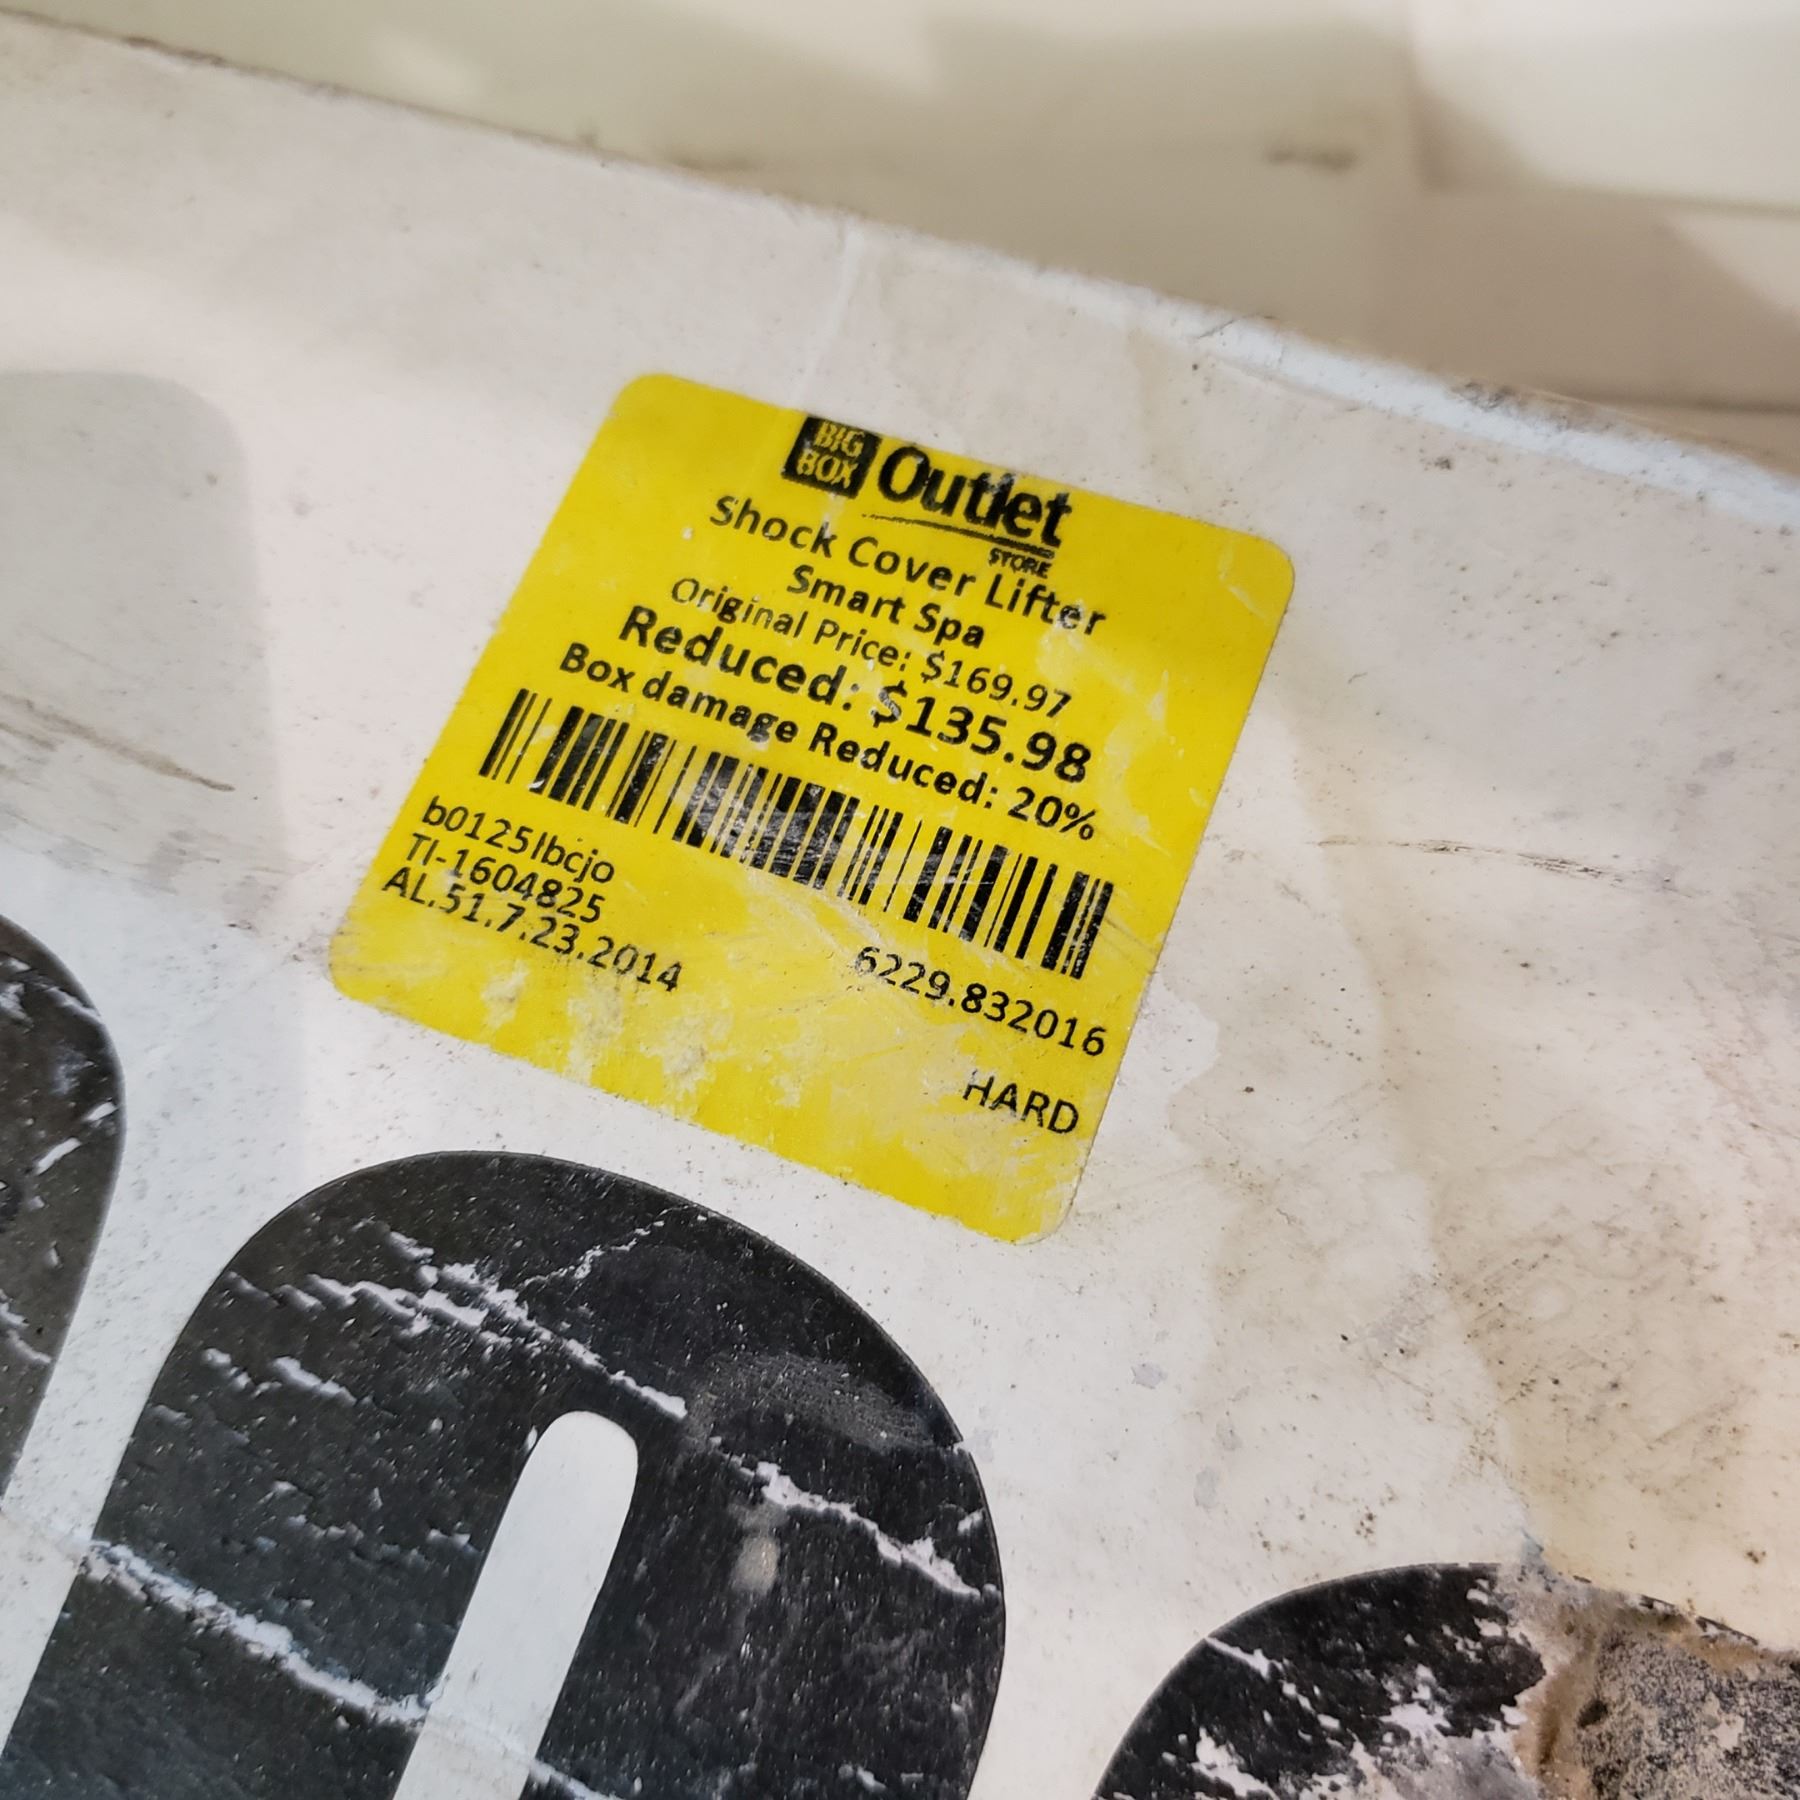 BIG BOX Outlet
STORE
Shock Cover Lifter
Smart Spa
Original Price: $169.97
Reduced: $135.98
Box damage Reduced: 20%
b0125lbcjo
TI-1604825
AL.51.7.23.2014
6229.832016
HARD